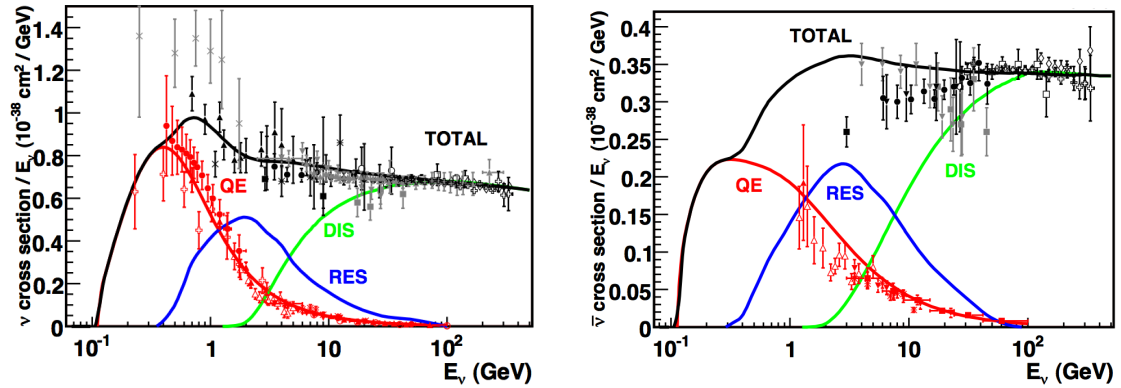 ν cross section / Eν (10⁻³⁸ cm² / GeV)
1.4
1.2
1
0.8
0.6
0.4
0.2
0
TOTAL
QE
DIS
RES
10⁻¹
1
10
10²
Eν (GeV)
ν̅ cross section / Eν (10⁻³⁸ cm² / GeV)
0.4
0.35
0.3
0.25
0.2
0.15
0.1
0.05
0
TOTAL
QE
RES
DIS
10⁻¹
1
10
10²
Eν (GeV)